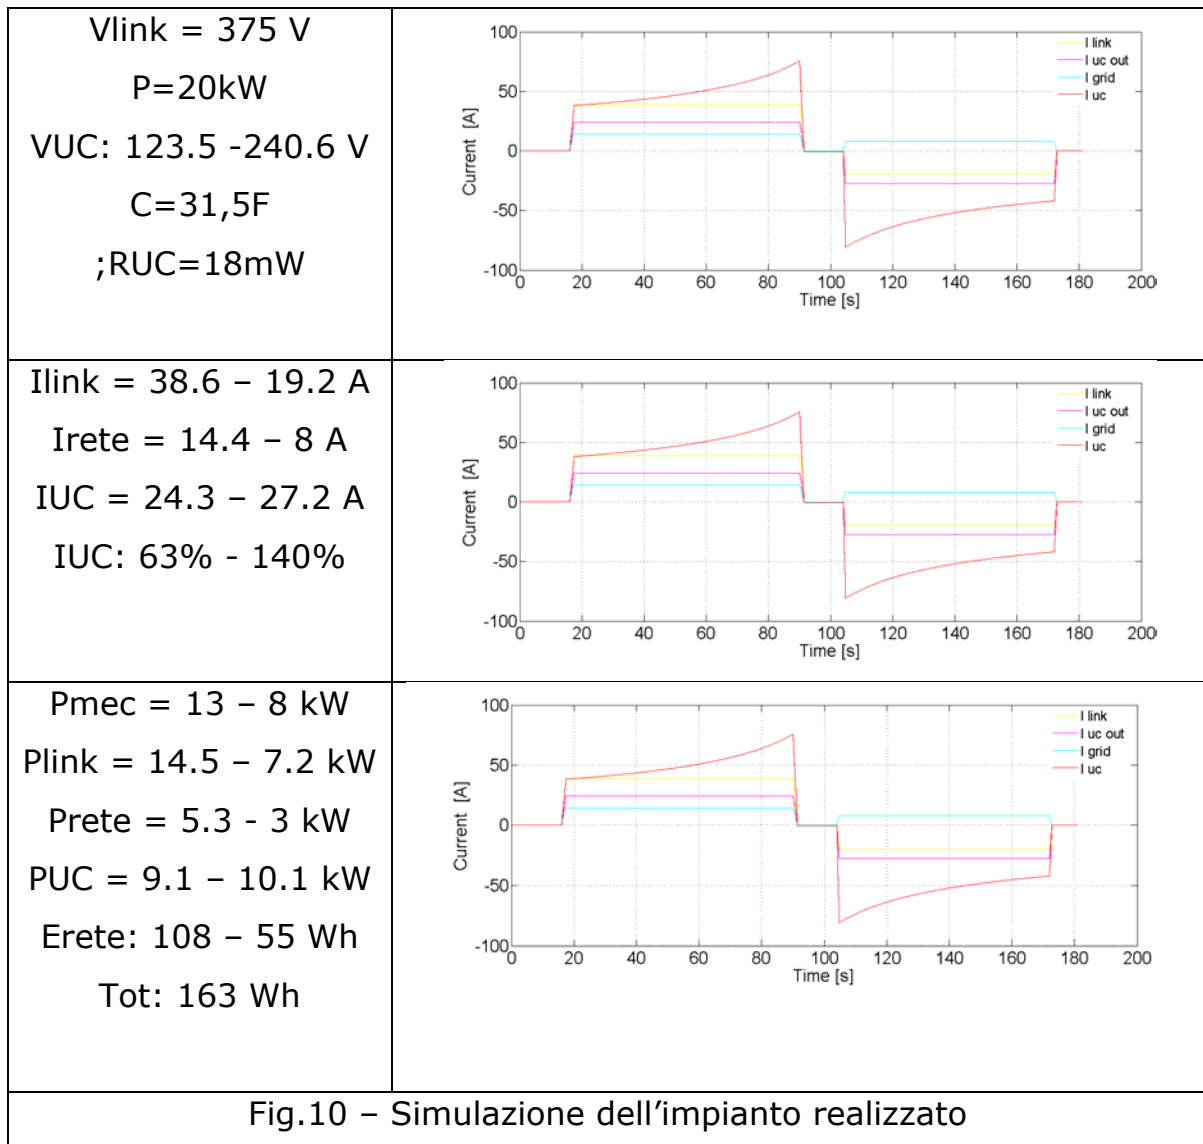 Vlink = 375 V
P=20kW
VUC: 123.5 -240.6 V
C=31,5F
;RUC=18mW
100
50
0
-50
-100
Current [A]
0 20 40 60 80 100 120 140 160 180 200
Time [s]
I link
I uc out
I grid
I uc
Ilink = 38.6 – 19.2 A
Irete = 14.4 – 8 A
IUC = 24.3 – 27.2 A
IUC: 63% - 140%
100
50
0
-50
-100
Current [A]
0 20 40 60 80 100 120 140 160 180 200
Time [s]
I link
I uc out
I grid
I uc
Pmec = 13 – 8 kW
Plink = 14.5 – 7.2 kW
Prete = 5.3 - 3 kW
PUC = 9.1 – 10.1 kW
Erete: 108 – 55 Wh
Tot: 163 Wh
100
50
0
-50
-100
Current [A]
0 20 40 60 80 100 120 140 160 180 200
Time [s]
I link
I uc out
I grid
I uc
Fig.10 – Simulazione dell’impianto realizzato